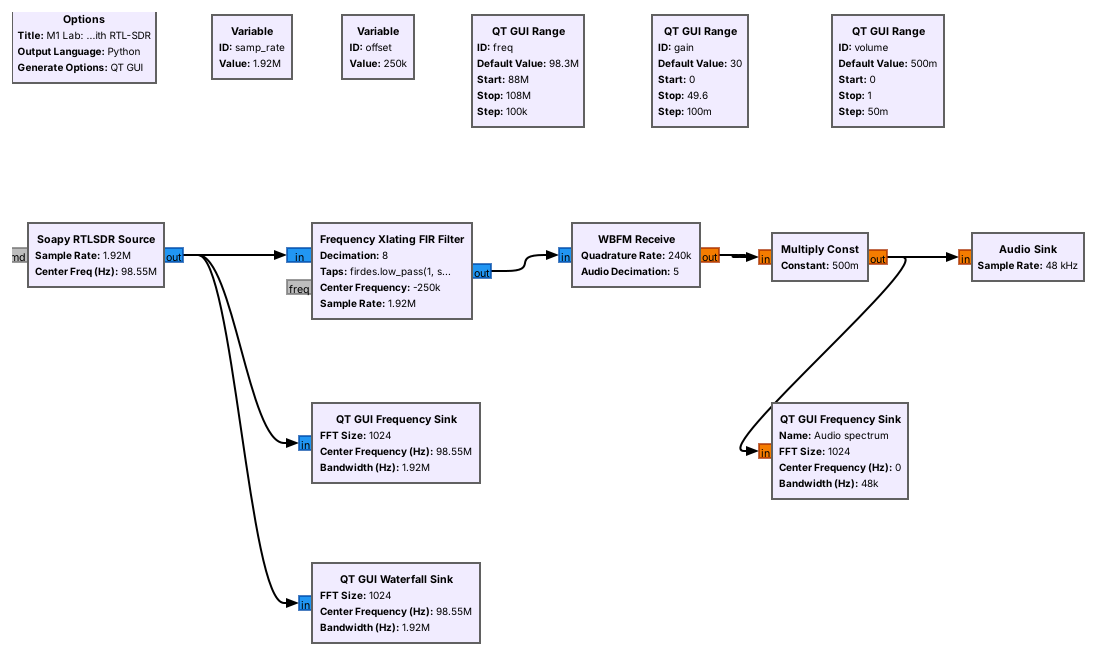 Options
Title: M1 Lab: ...ith RTL-SDR
Output Language: Python
Generate Options: QT GUI
Variable
ID: samp_rate
Value: 1.92M
Variable
ID: offset
Value: 250k
QT GUI Range
ID: freq
Default Value: 98.3M
Start: 88M
Stop: 108M
Step: 100k
QT GUI Range
ID: gain
Default Value: 30
Start: 0
Stop: 49.6
Step: 100m
QT GUI Range
ID: volume
Default Value: 500m
Start: 0
Stop: 1
Step: 50m
md
Soapy RTLSDR Source
Sample Rate: 1.92M
Center Freq (Hz): 98.55M
out
in
freq
Frequency Xlating FIR Filter
Decimation: 8
Taps: firdes.low_pass(1, s...
Center Frequency: -250k
Sample Rate: 1.92M
out
in
WBFM Receive
Quadrature Rate: 240k
Audio Decimation: 5
out
in
Multiply Const
Constant: 500m
out
in
Audio Sink
Sample Rate: 48 kHz
in
QT GUI Frequency Sink
FFT Size: 1024
Center Frequency (Hz): 98.55M
Bandwidth (Hz): 1.92M
in
QT GUI Frequency Sink
Name: Audio spectrum
FFT Size: 1024
Center Frequency (Hz): 0
Bandwidth (Hz): 48k
in
QT GUI Waterfall Sink
FFT Size: 1024
Center Frequency (Hz): 98.55M
Bandwidth (Hz): 1.92M